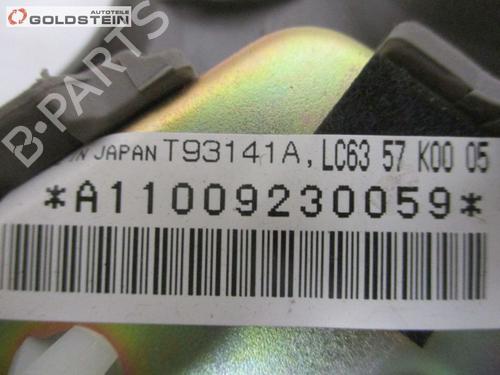 AUTOTEILE
GOLDSTEIN
B-PARTS
IN JAPAN T93141A, LC63 57 K00 05
*A11009230059*